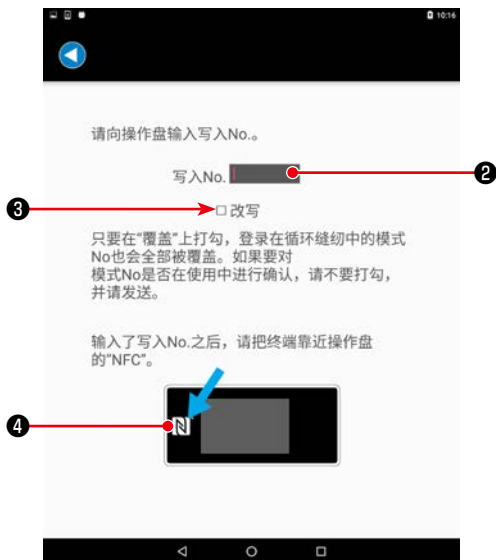 10:16
请向操作盘输入写入No.。
写入No.
❷
❸
改写
只要在“覆盖”上打勾，登录在循环缝纫中的模式
No也会全部被覆盖。如果要对
模式No是否在使用中进行确认，请不要打勾，
并请发送。
输入了写入No.之后，请把终端靠近操作盘
的”NFC”。
❹